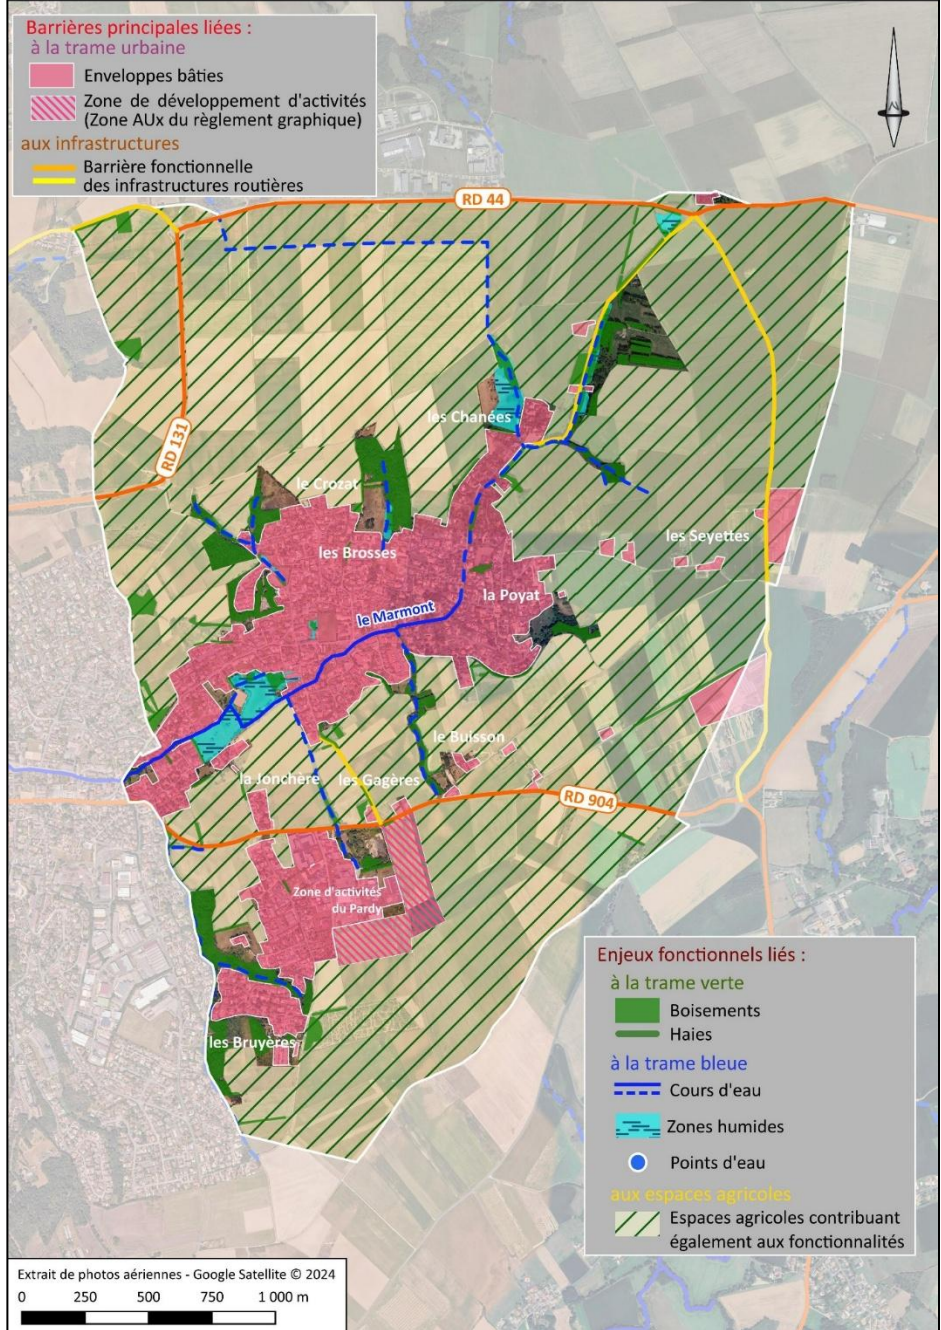 Barrières principales liées :
à la trame urbaine
Enveloppes bâties
Zone de développement d'activités
(Zone AUx du règlement graphique)
aux infrastructures
Barrière fonctionnelle
des infrastructures routières
RD 44
RD 131
les Chanées
le Crozat
les Brosses
les Seyettes
la Poyat
le Marmont
le Buisson
la Jonchère
les Gagères
RD 904
Zone d'activités
du Pardy
les Bruyères
Enjeux fonctionnels liés :
à la trame verte
Boisements
Haies
à la trame bleue
Cours d'eau
Zones humides
Points d'eau
aux espaces agricoles
Espaces agricoles contribuant
également aux fonctionnalités
Extrait de photos aériennes - Google Satellite © 2024
0 250 500 750 1 000 m